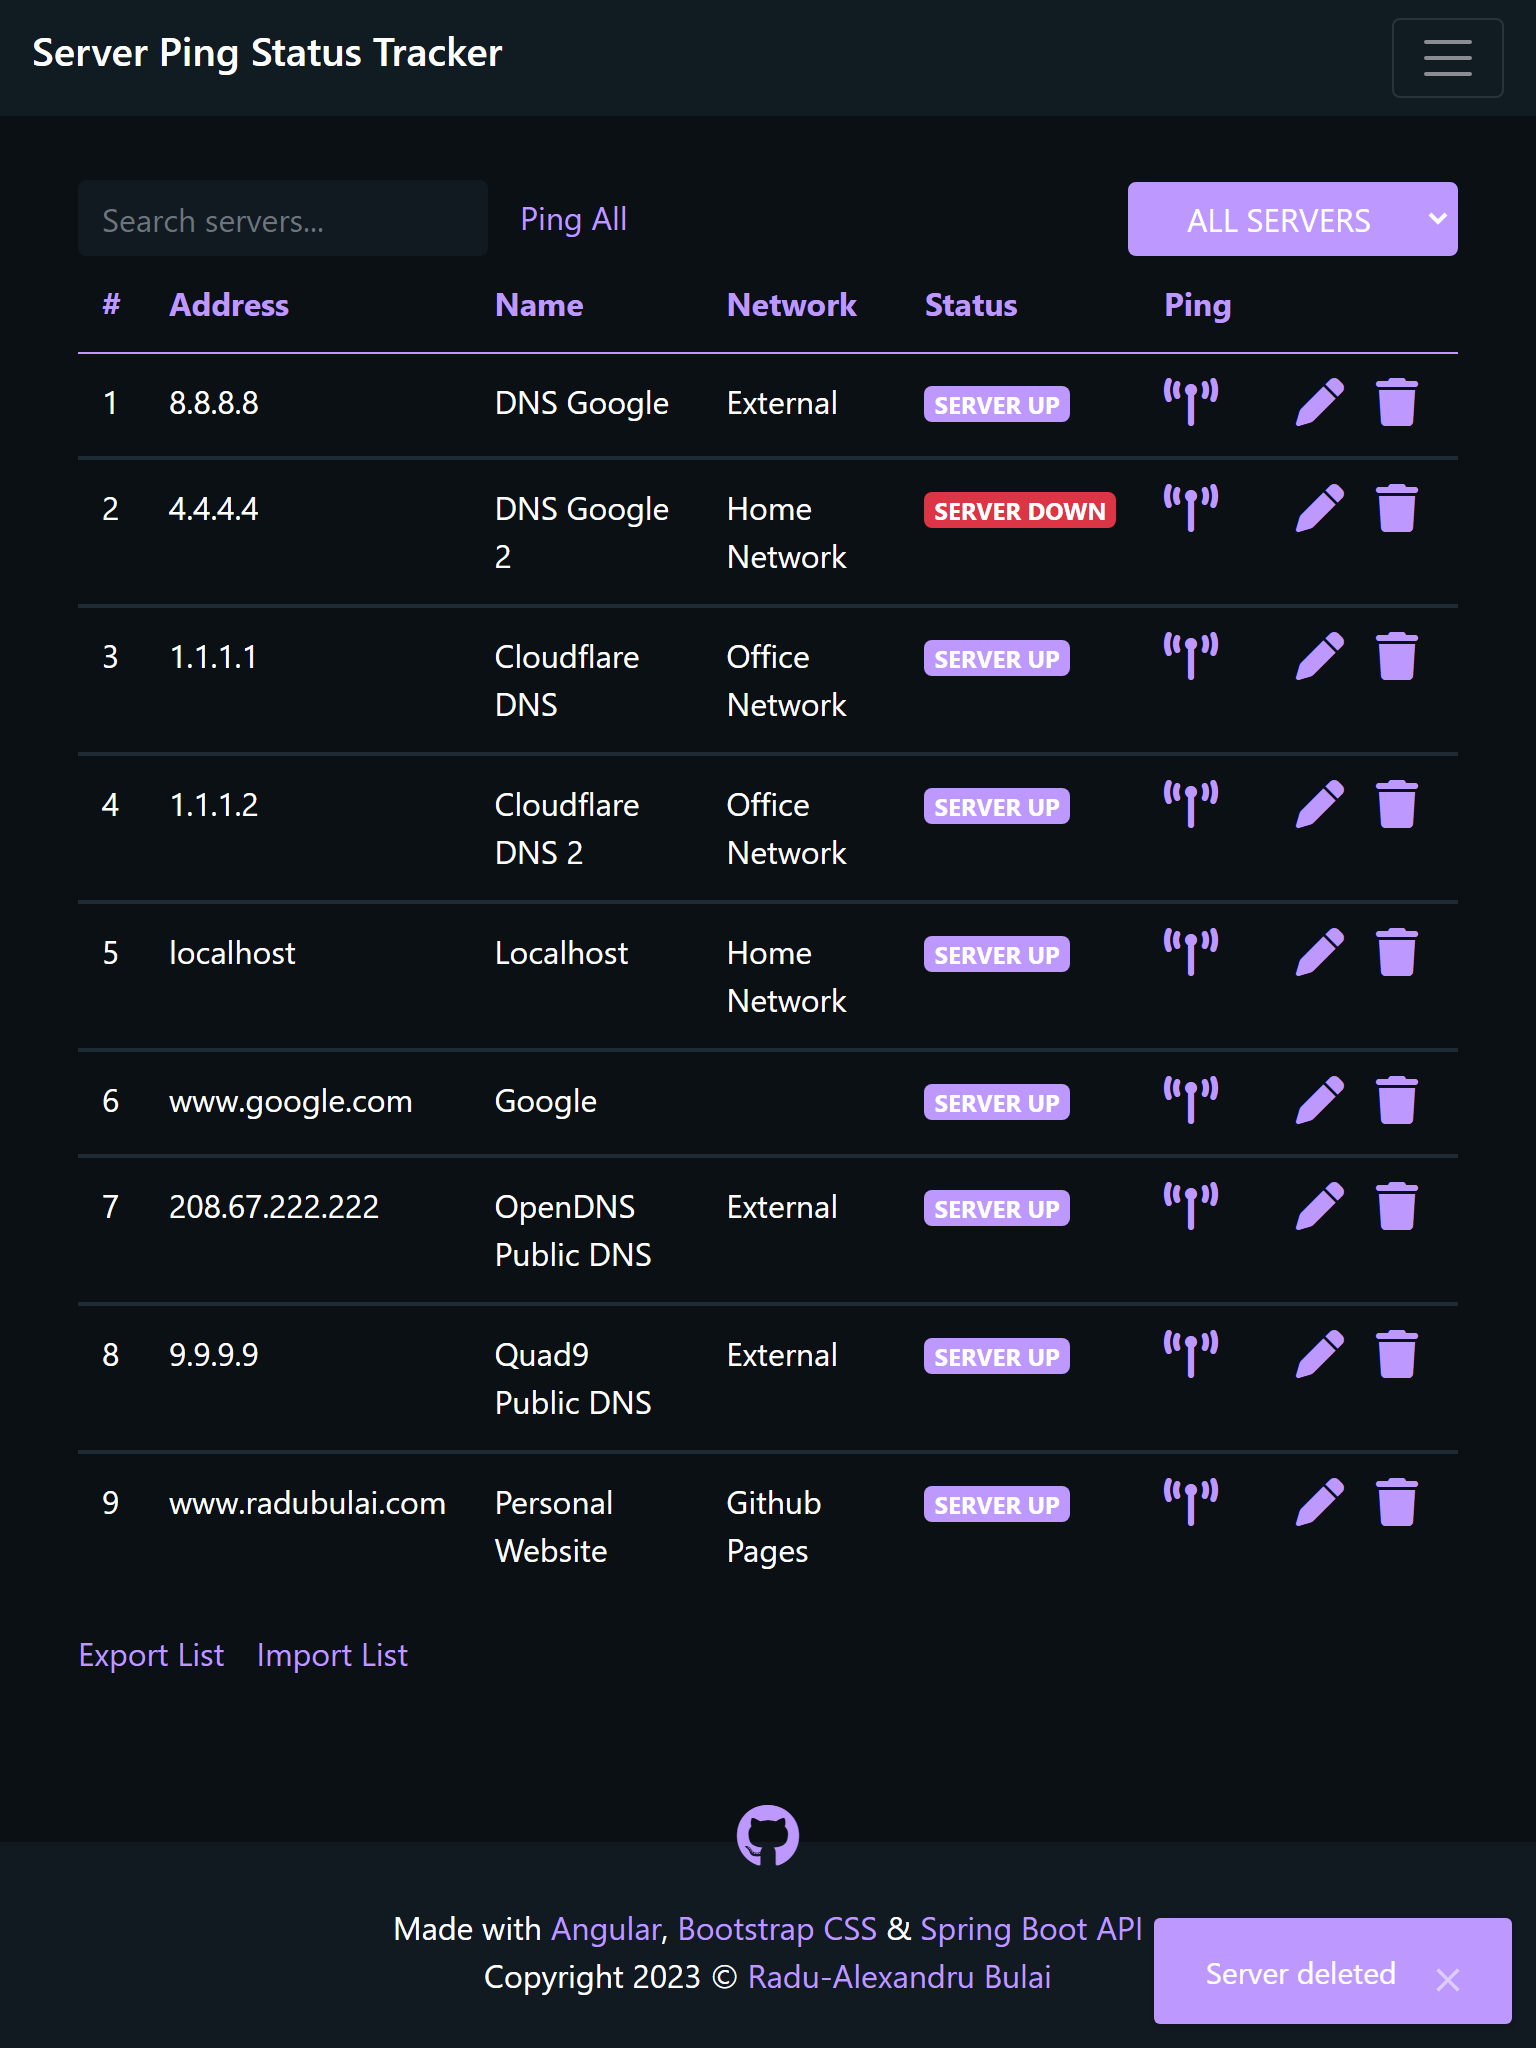 Server Ping Status Tracker
Search servers...
Ping All
ALL SERVERS
# Address Name Network Status Ping
1 8.8.8.8 DNS Google External SERVER UP
2 4.4.4.4 DNS Google Home SERVER DOWN
2 Network
3 1.1.1.1 Cloudflare Office SERVER UP
DNS Network
4 1.1.1.2 Cloudflare Office SERVER UP
DNS 2 Network
5 localhost Localhost Home SERVER UP
Network
6 www.google.com Google SERVER UP
7 208.67.222.222 OpenDNS External SERVER UP
Public DNS
8 9.9.9.9 Quad9 External SERVER UP
Public DNS
9 www.radubulai.com Personal Github SERVER UP
Website Pages
Export List Import List
Made with Angular, Bootstrap CSS & Spring Boot API
Copyright 2023 © Radu-Alexandru Bulai
Server deleted